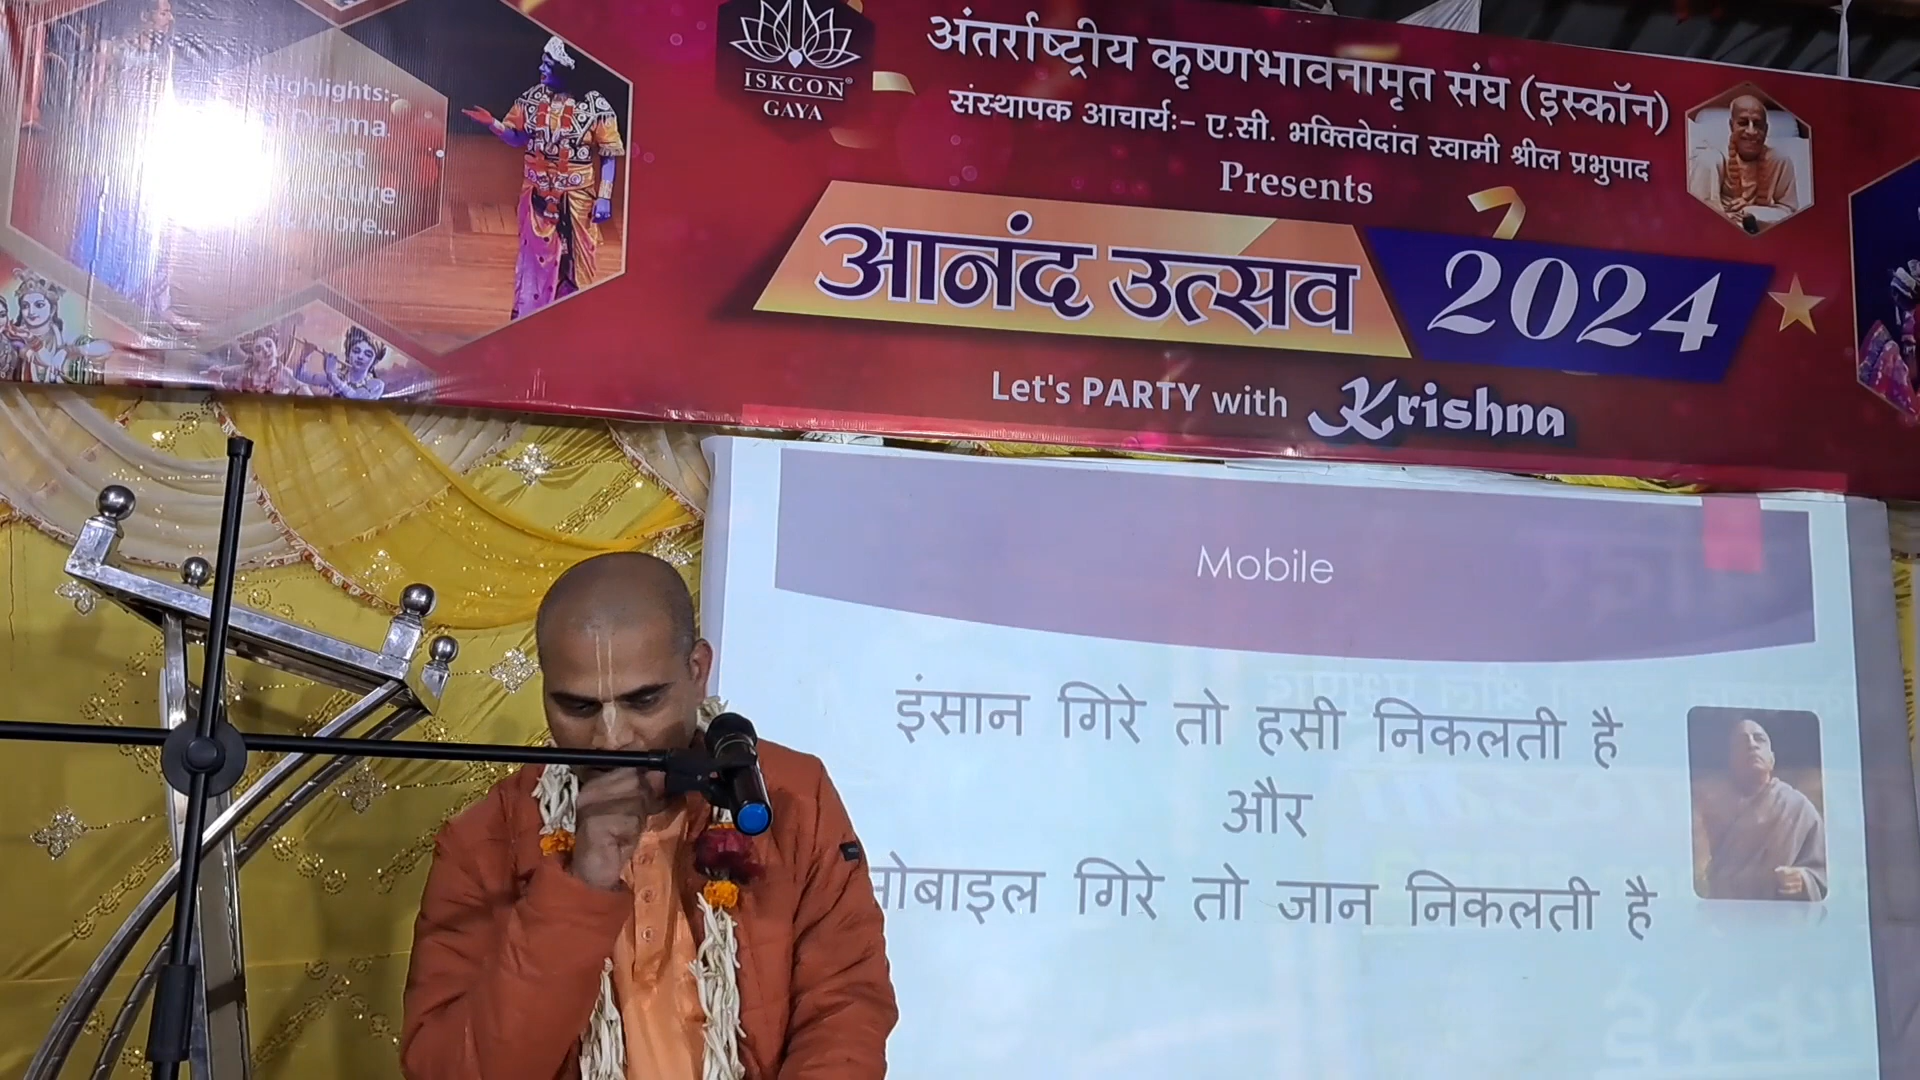 Highlights:-
Drama
more...
ISKCON
GAYA
अंतर्राष्ट्रीय कृष्णभावनामृत संघ (इस्कॉन)
संस्थापक आचार्यः- ए.सी. भक्तिवेदांत स्वामी श्रील प्रभुपाद
Presents
आनंद उत्सव 2024
Let's PARTY with Krishna
Mobile
इंसान गिरे तो हसी निकलती है
और
गिरे तो जान निकलती है